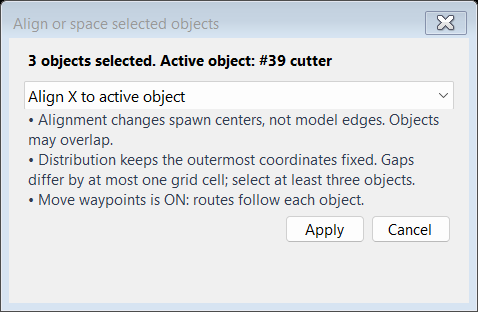 Align or space selected objects
3 objects selected. Active object: #39 cutter
Align X to active object
• Alignment changes spawn centers, not model edges. Objects
may overlap.
• Distribution keeps the outermost coordinates fixed. Gaps
differ by at most one grid cell; select at least three objects.
• Move waypoints is ON: routes follow each object.
Apply Cancel